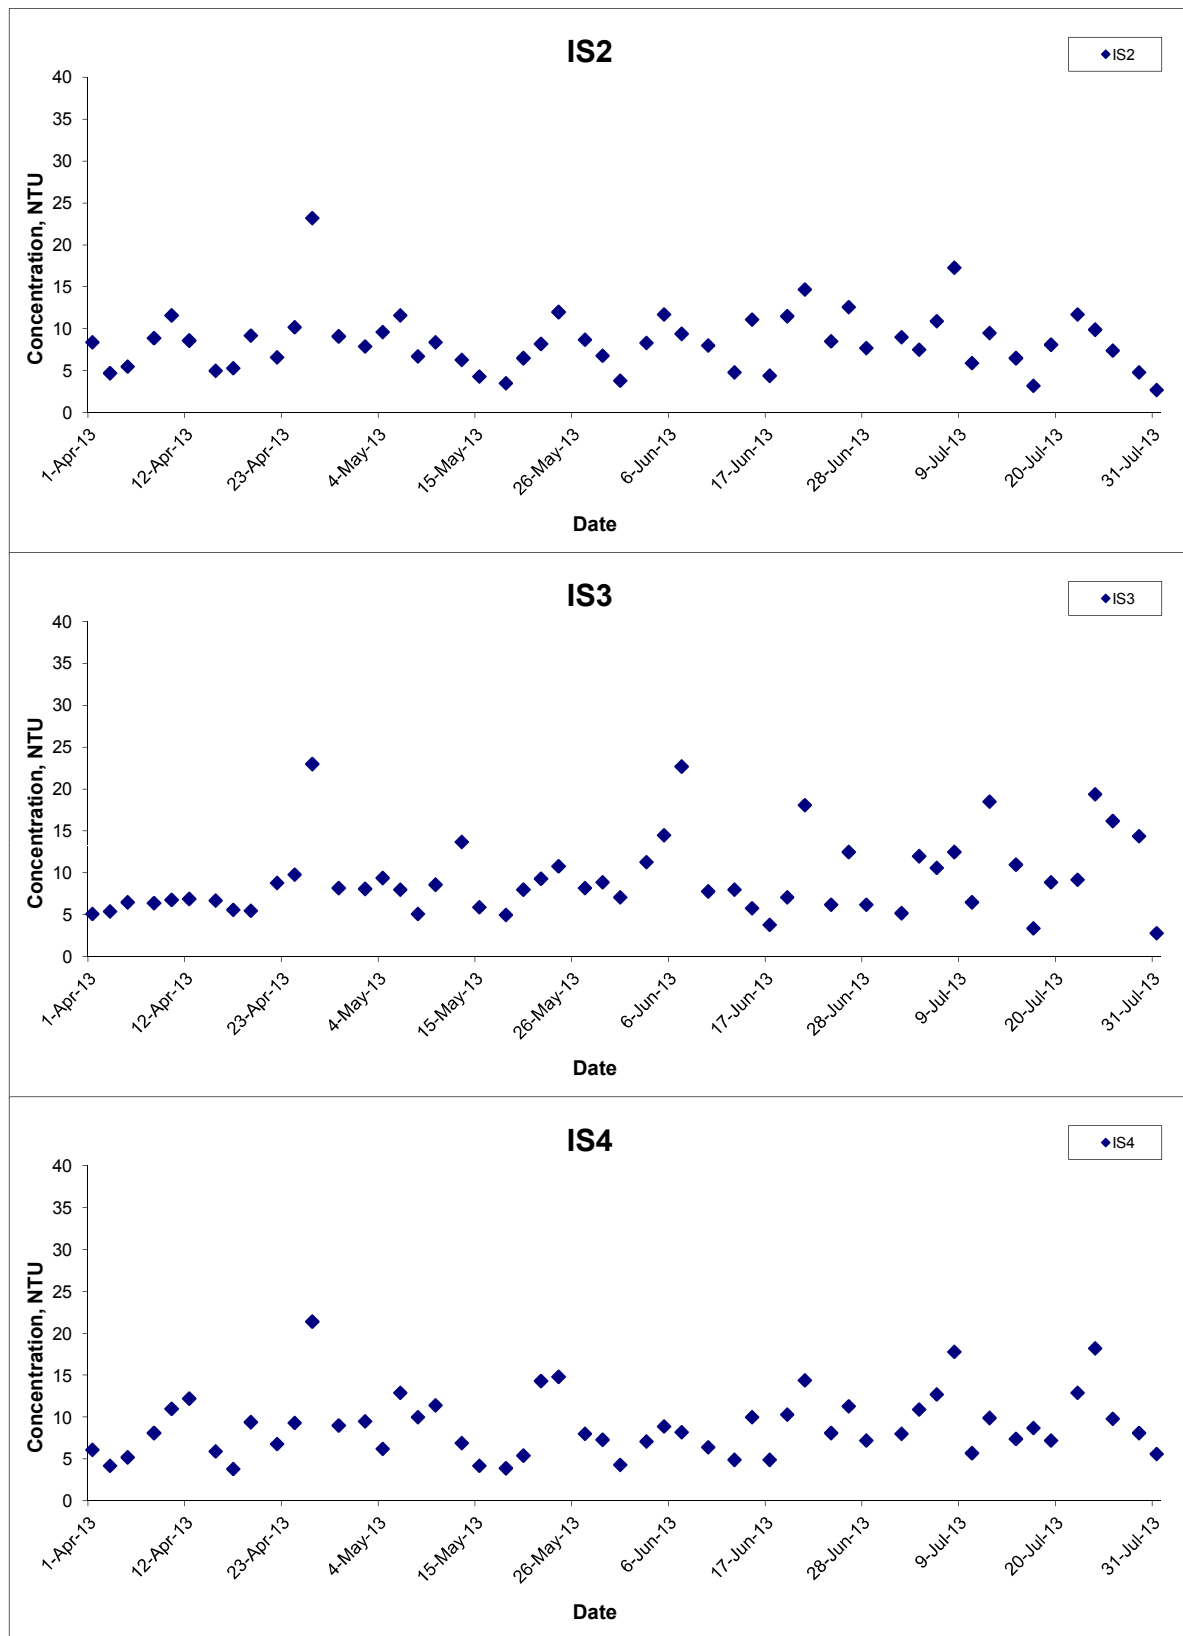 IS2
IS2
40
35
30
25
20
15
10
5
0
Concentration, NTU
1-Apr-13
12-Apr-13
23-Apr-13
4-May-13
15-May-13
26-May-13
6-Jun-13
17-Jun-13
28-Jun-13
9-Jul-13
20-Jul-13
31-Jul-13
Date
IS3
IS3
40
35
30
25
20
15
10
5
0
Concentration, NTU
1-Apr-13
12-Apr-13
23-Apr-13
4-May-13
15-May-13
26-May-13
6-Jun-13
17-Jun-13
28-Jun-13
9-Jul-13
20-Jul-13
31-Jul-13
Date
IS4
IS4
40
35
30
25
20
15
10
5
0
Concentration, NTU
1-Apr-13
12-Apr-13
23-Apr-13
4-May-13
15-May-13
26-May-13
6-Jun-13
17-Jun-13
28-Jun-13
9-Jul-13
20-Jul-13
31-Jul-13
Date